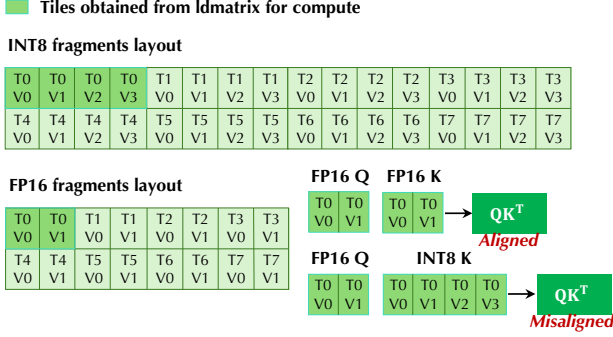 Tiles obtained from ldmatrix for compute
INT8 fragments layout
T0 T0 T0 T0 T1 T1 T1 T1 T2 T2 T2 T2 T3 T3 T3 T3
V0 V1 V2 V3 V0 V1 V1 V3 V0 V1 V2 V3 V0 V1 V2 V3
T4 T4 T4 T4 T5 T5 T5 T5 T6 T6 T6 T6 T7 T7 T7 T7
V0 V1 V2 V3 V0 V1 V2 V3 V0 V1 V2 V3 V0 V1 V2 V3
FP16 fragments layout
T0 T0 T1 T1 T2 T2 T3 T3
V0 V1 V0 V1 V0 V1 V0 V1
T4 T4 T5 T5 T6 T6 T7 T7
V0 V1 V0 V1 V0 V1 V0 V1
FP16 Q FP16 K
T0 T0 T0 T0
V0 V1 V0 V1
QKᵀ
Aligned
FP16 Q INT8 K
T0 T0 T0 T0 T0 T0
V0 V1 V0 V1 V2 V3
QKᵀ
Misaligned